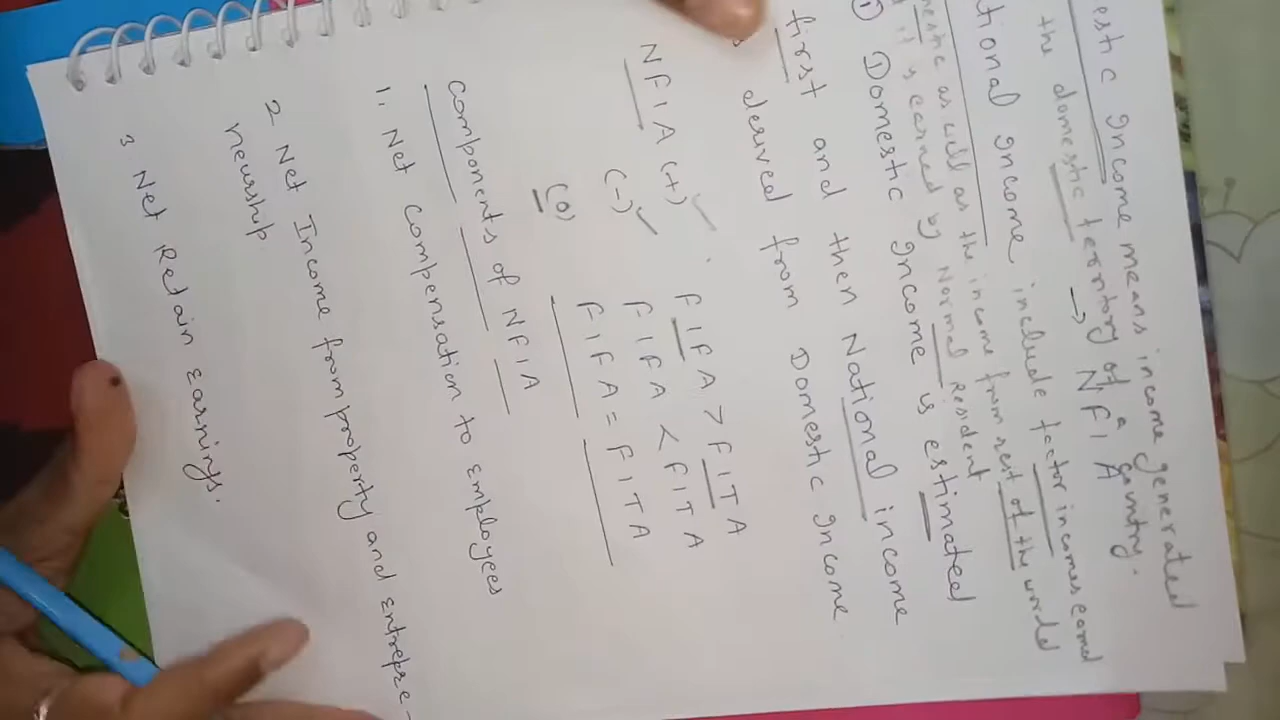 estic Income means income generated
the domestic terrtory of a country.
→ NFIA
tional Income include factor incomes earned
estic as will as the income from rest of the world
it is earned by Normal Resident
① Domestic Income is estimated
first and then National income
derived from Domestic Income
NFIA (+) FIFA > FITA
(-) FIFA < FITA
(0) FIFA = FITA
Components of NFIA
1. Net Compensation to Employees
2 Net Income from property and Entrepre-
neurship
3 Net Retain Earnings.